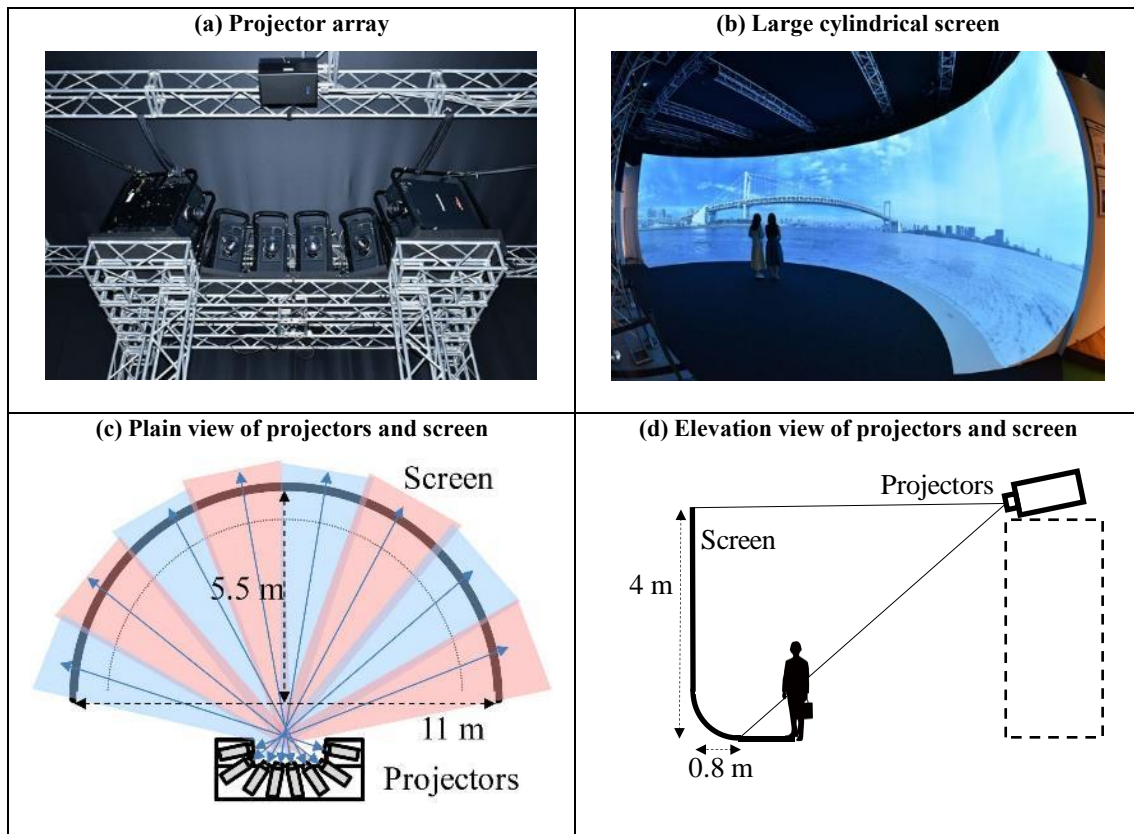 (a) Projector array
(b) Large cylindrical screen
(c) Plain view of projectors and screen
Screen
5.5 m
11 m
Projectors
(d) Elevation view of projectors and screen
Projectors
Screen
4 m
0.8 m